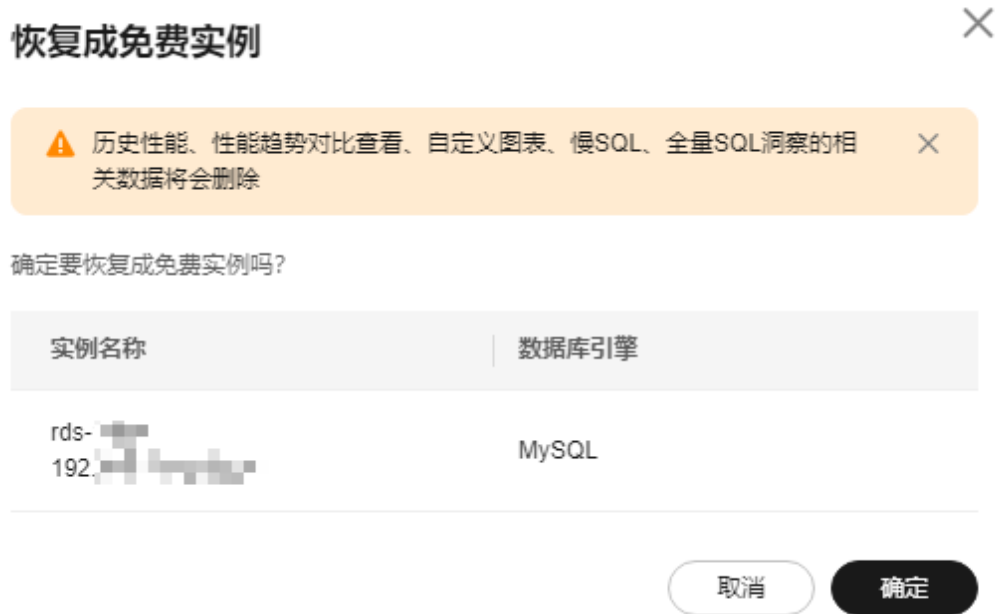 恢复成免费实例
历史性能、性能趋势对比查看、自定义图表、慢SQL、全量SQL洞察的相
关数据将会删除
确定要恢复成免费实例吗?
实例名称
数据库引擎
rds-
192.
MySQL
取消
确定